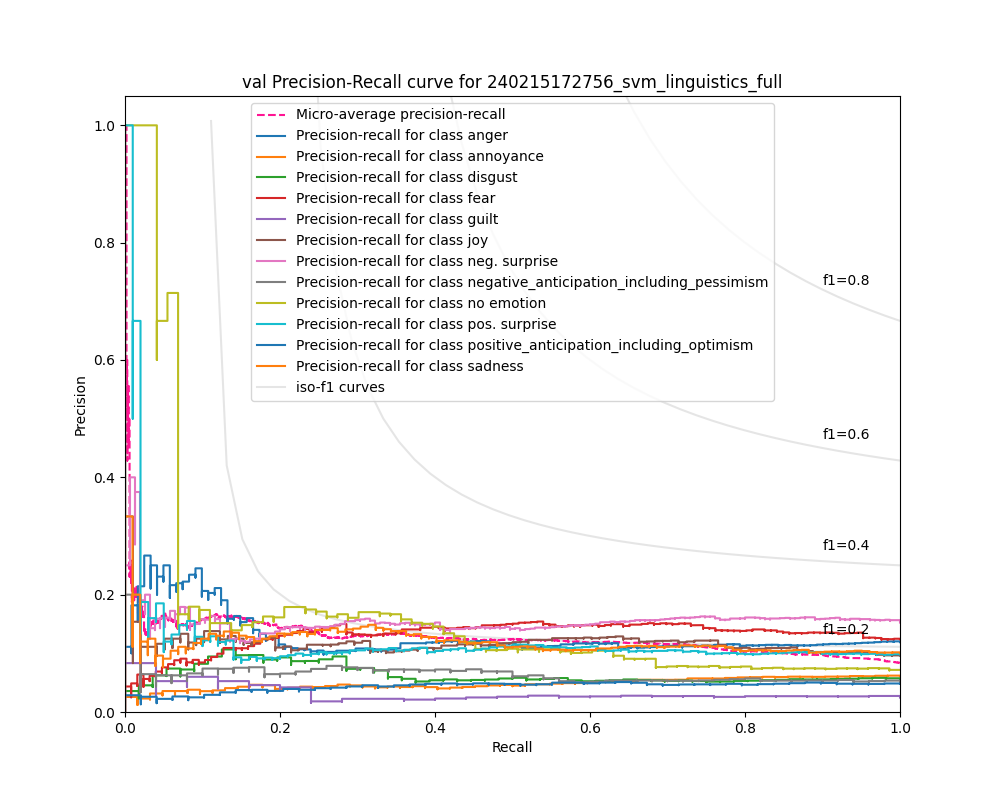 val Precision-Recall curve for 240215172756_svm_linguistics_full
Micro-average precision-recall
Precision-recall for class anger
Precision-recall for class annoyance
Precision-recall for class disgust
Precision-recall for class fear
Precision-recall for class guilt
Precision-recall for class joy
Precision-recall for class neg. surprise
Precision-recall for class negative_anticipation_including_pessimism
Precision-recall for class no emotion
Precision-recall for class pos. surprise
Precision-recall for class positive_anticipation_including_optimism
Precision-recall for class sadness
iso-f1 curves
f1=0.8
f1=0.6
f1=0.4
f1=0.2
1.0
0.8
0.6
0.4
0.2
0.0
Precision
0.0 0.2 0.4 0.6 0.8 1.0
Recall